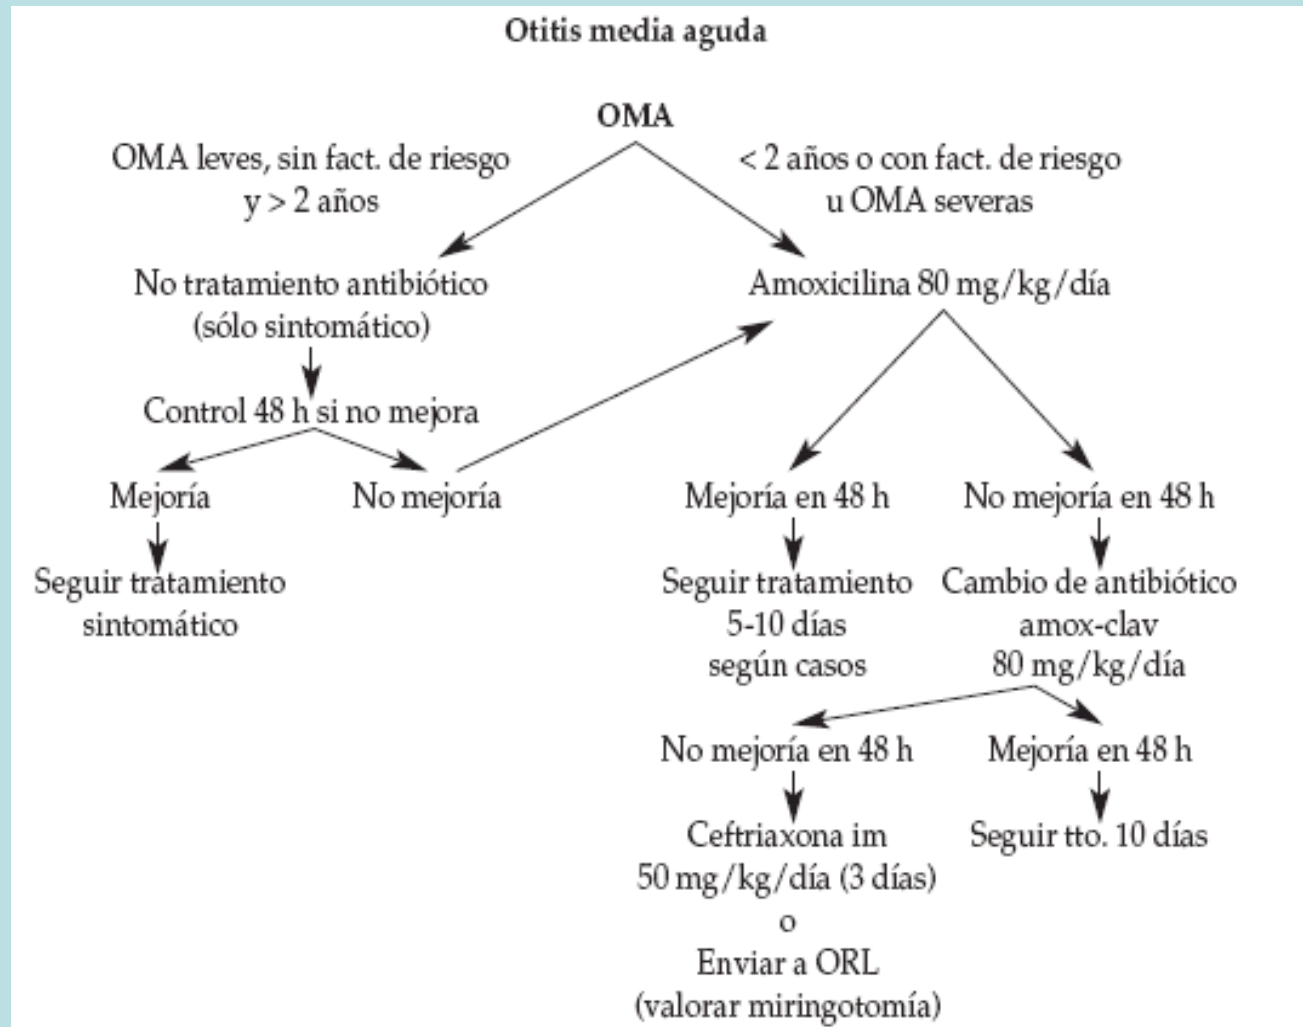 Otitis media aguda
OMA
OMA leves, sin fact. de riesgo
y > 2 años
< 2 años o con fact. de riesgo
u OMA severas
No tratamiento antibiótico
(sólo sintomático)
Amoxicilina 80 mg/kg/día
Control 48 h si no mejora
Mejoría
No mejoría
Mejoría en 48 h
No mejoría en 48 h
Seguir tratamiento
sintomático
Seguir tratamiento
5-10 días
según casos
Cambio de antibiótico
amox-clav
80 mg/kg/día
No mejoría en 48 h
Mejoría en 48 h
Ceftriaxona im
50 mg/kg/día (3 días)
o
Enviar a ORL
(valorar miringotomía)
Seguir tto. 10 días